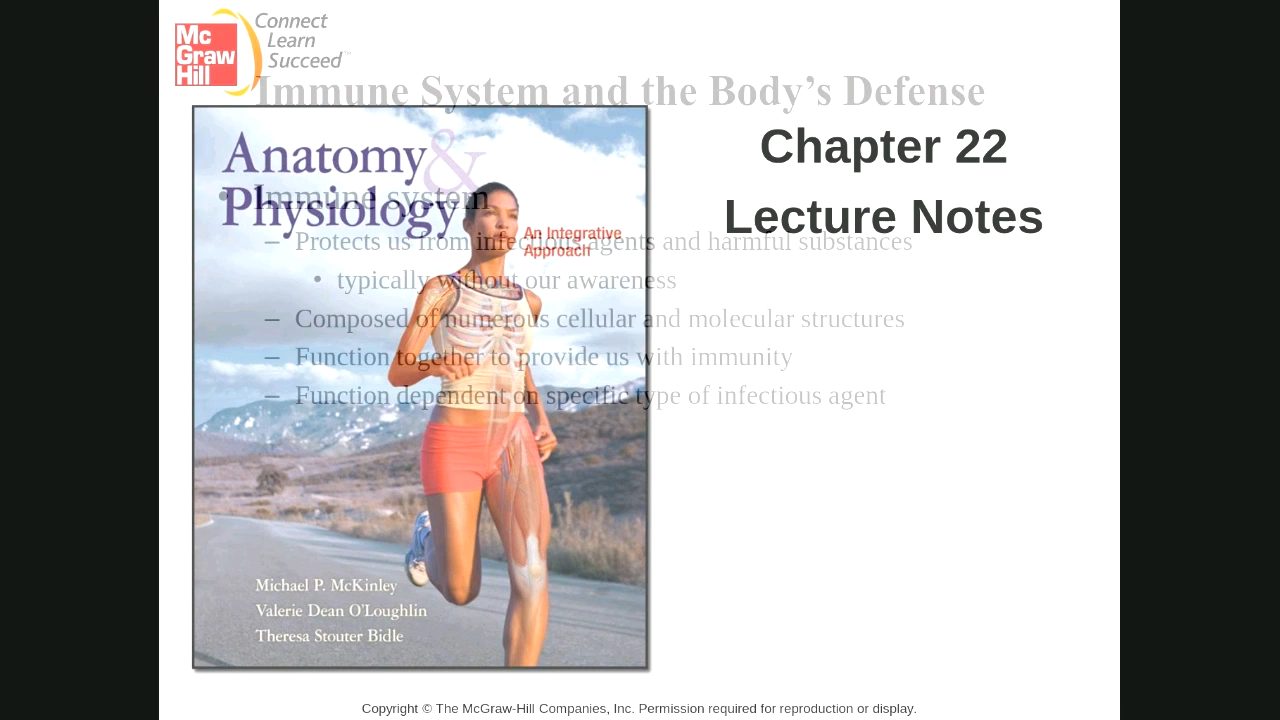 Mc
Graw
Hill
Connect
Learn
Succeed™
Immune System and the Body’s Defense
Chapter 22
Lecture Notes
Anatomy &
Physiology
An Integrative
Approach
• Immune system
– Protects us from infectious agents and harmful substances
• typically without our awareness
– Composed of numerous cellular and molecular structures
– Function together to provide us with immunity
– Function dependent on specific type of infectious agent
Michael P. McKinley
Valerie Dean O'Loughlin
Theresa Stouter Bidle
Copyright © The McGraw-Hill Companies, Inc. Permission required for reproduction or display.